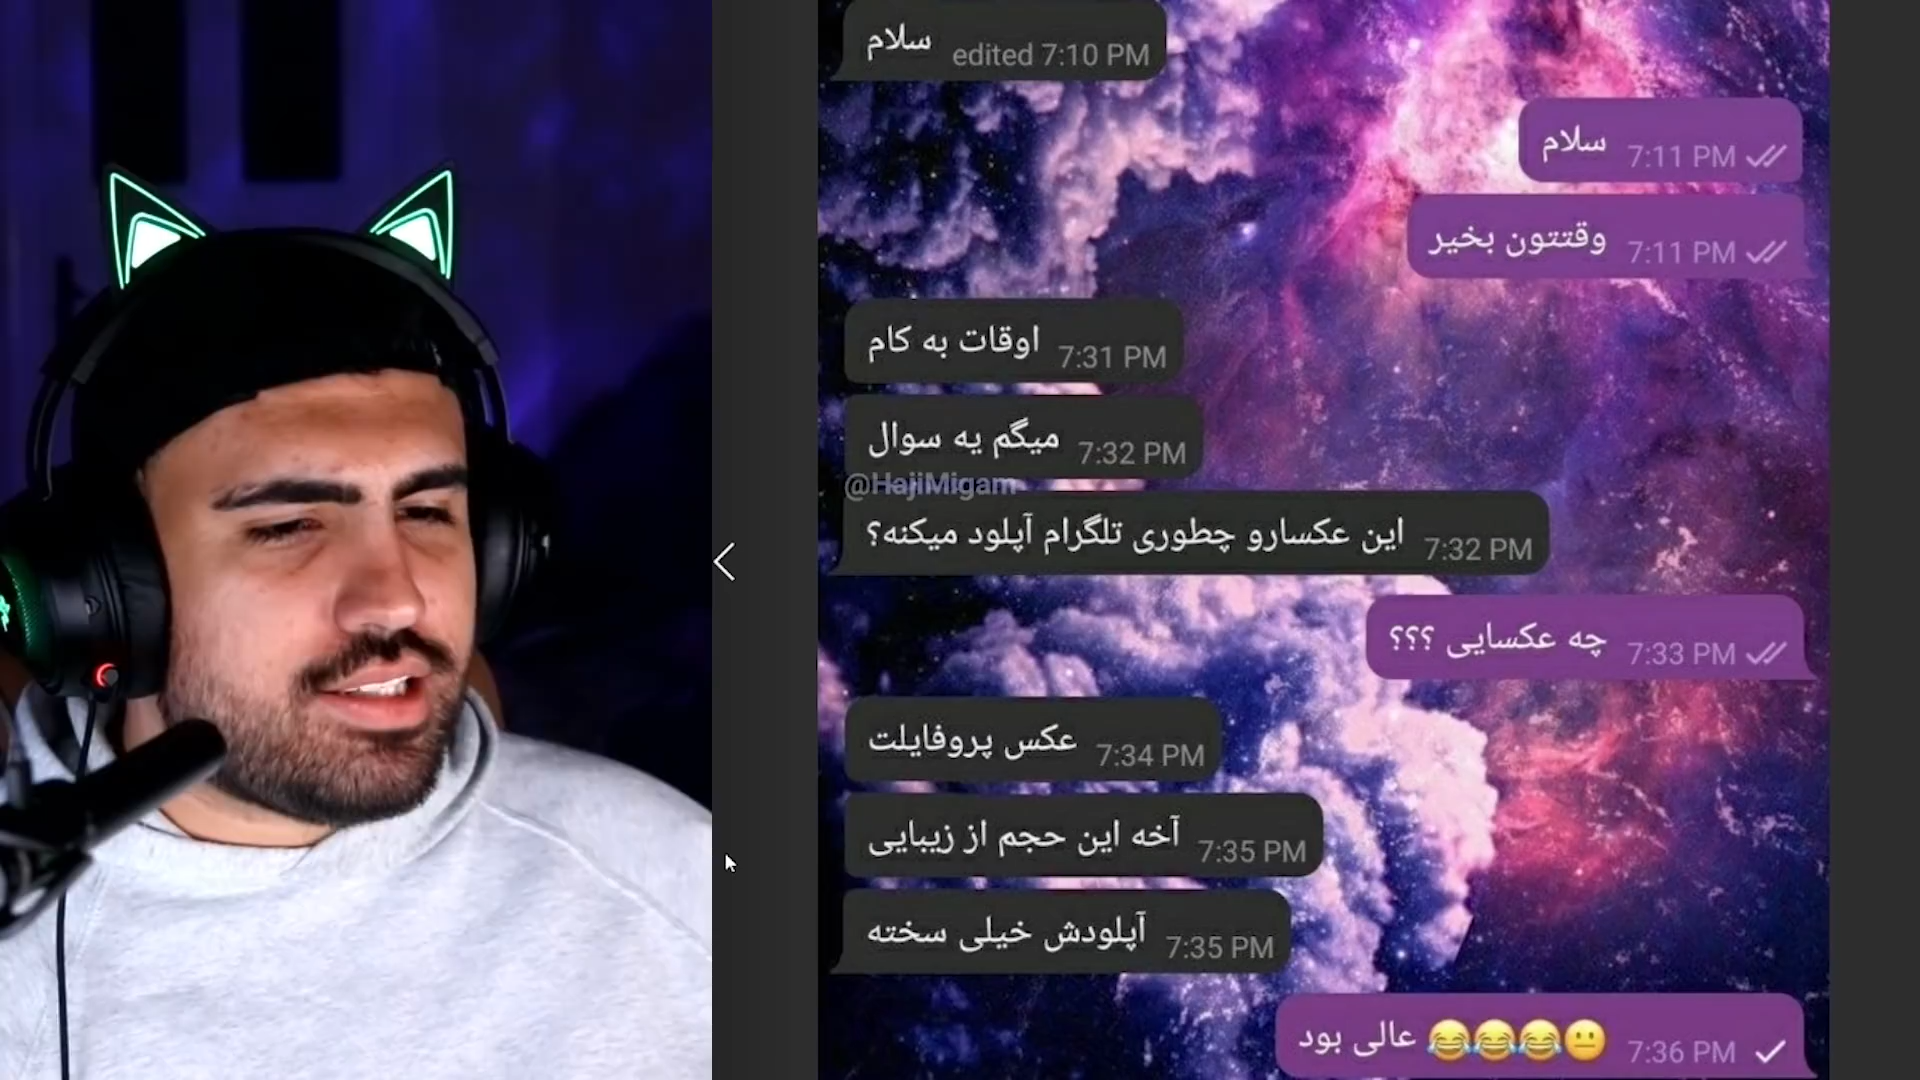 سلام
edited 7:10 PM
سلام
7:11 PM
وقتتون بخیر
7:11 PM
اوقات به کام
7:31 PM
میگم یه سوال
7:32 PM
@HajiMigam
این عکسارو چطوری تلگرام آپلود میکنه؟
7:32 PM
چه عکسایی ؟؟؟
7:33 PM
عکس پروفایلت
7:34 PM
آخه این حجم از زیبایی
7:35 PM
آپلودش خیلی سخته
7:35 PM
عالی بود 😂😂😂😐
7:36 PM